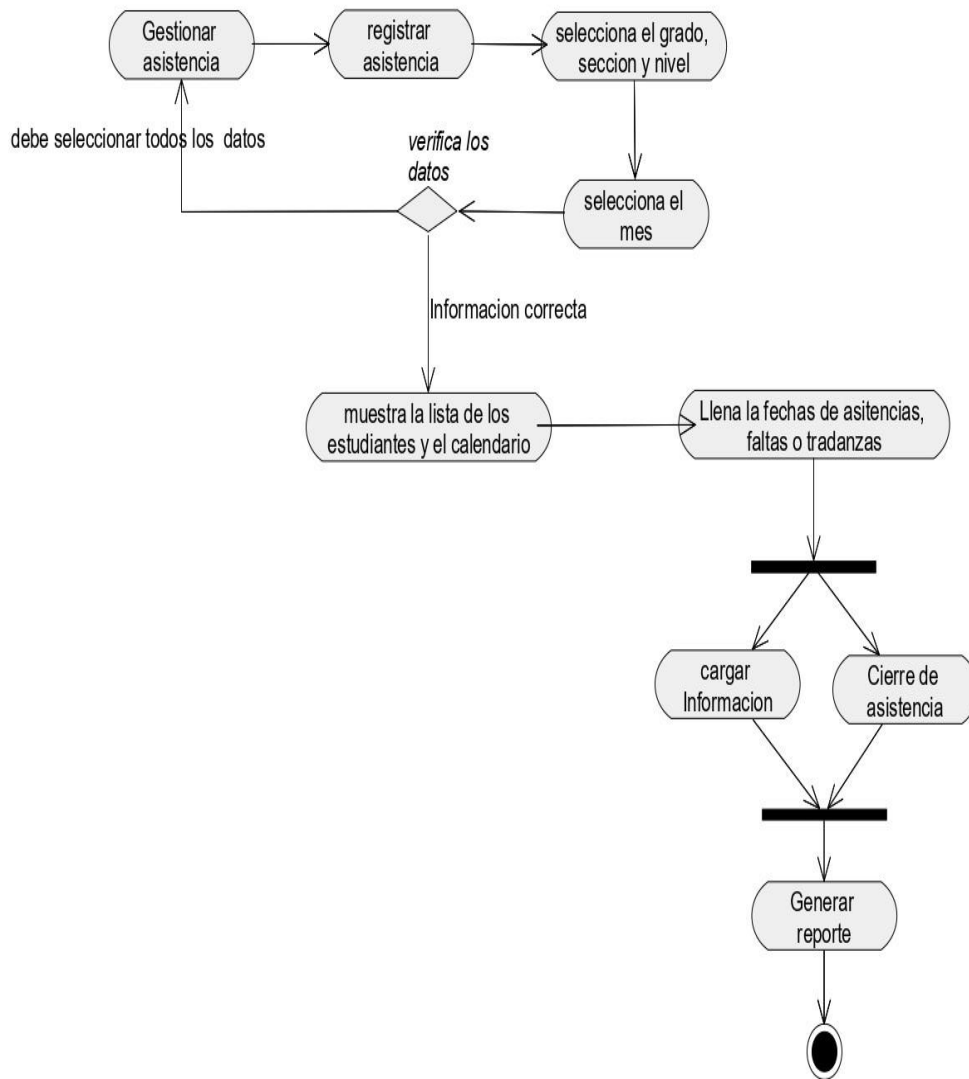 Gestionar
asistencia
registrar
asistencia
selecciona el grado,
seccion y nivel
debe seleccionar todos los datos
verifica los
datos
selecciona el
mes
Informacion correcta
muestra la lista de los
estudiantes y el calendario
Llena la fechas de asitencias,
faltas o tradanzas
cargar
Informacion
Cierre de
asistencia
Generar
reporte